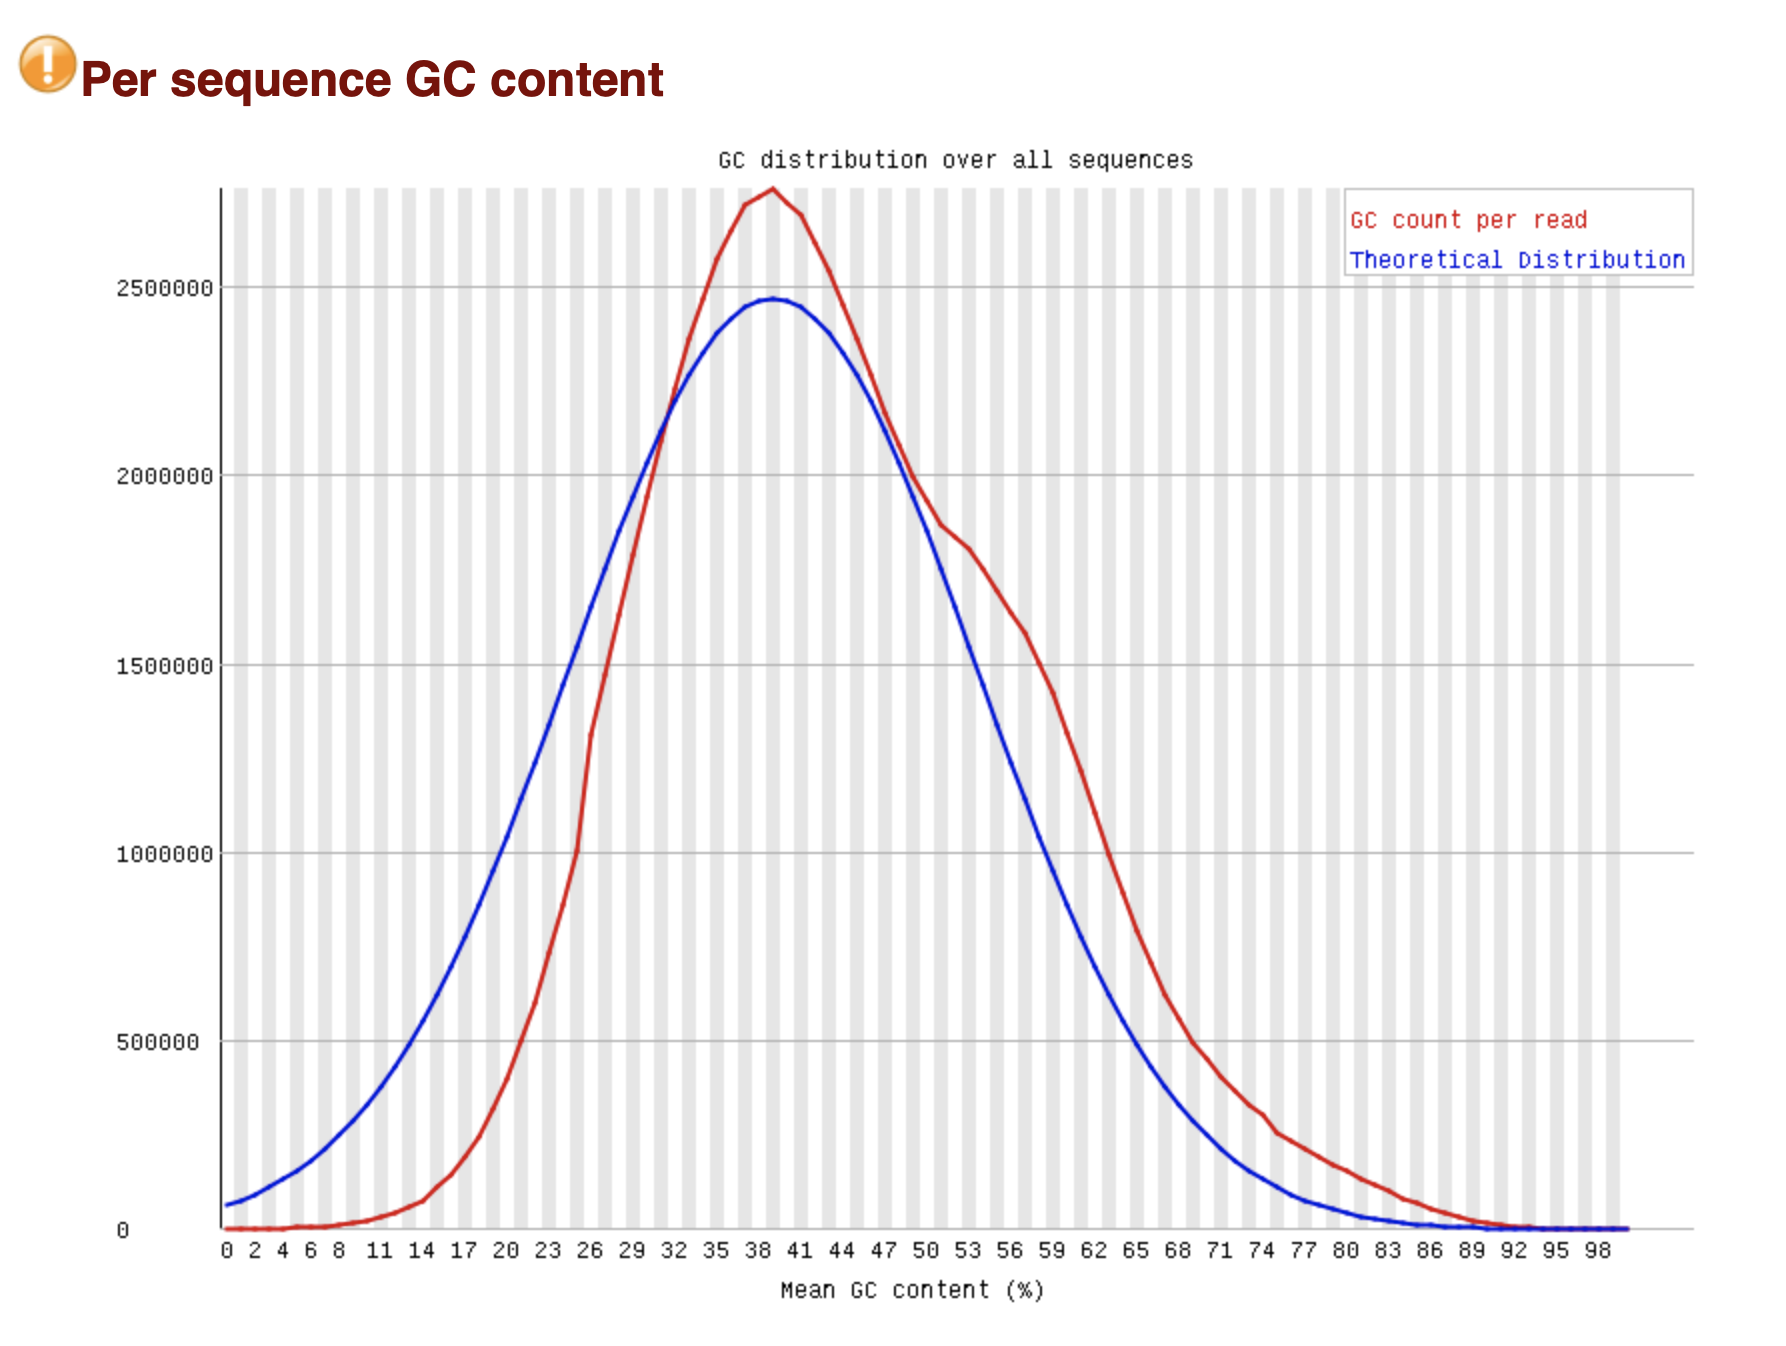 Per sequence GC content
GC distribution over all sequences
GC count per read
Theoretical Distribution
2500000
2000000
1500000
1000000
500000
0
0 2 4 6 8 11 14 17 20 23 26 29 32 35 38 41 44 47 50 53 56 59 62 65 68 71 74 77 80 83 86 89 92 95 98
Mean GC content (%)